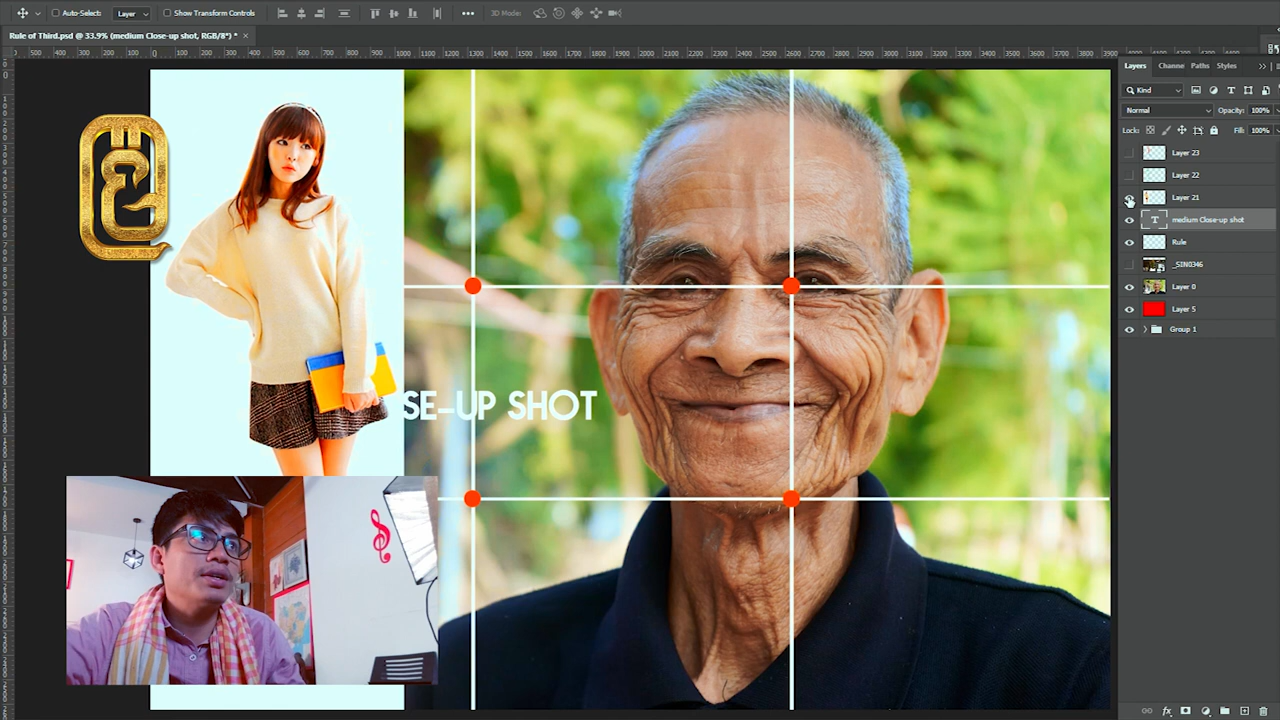 Auto-Select: Layer Show Transform Controls 3D Mode:
Rule of Third.psd @ 33.9% (medium Close-up shot, RGB/8*) * ×
Layers Channe Paths Styles
Kind
Normal Opacity: 100%
Lock: Fill: 100%
Layer 23
Layer 22
Layer 21
T medium Close-up shot
Rule
_SIN0346
Layer 0
Layer 5
Group 1
SE-UP SHOT